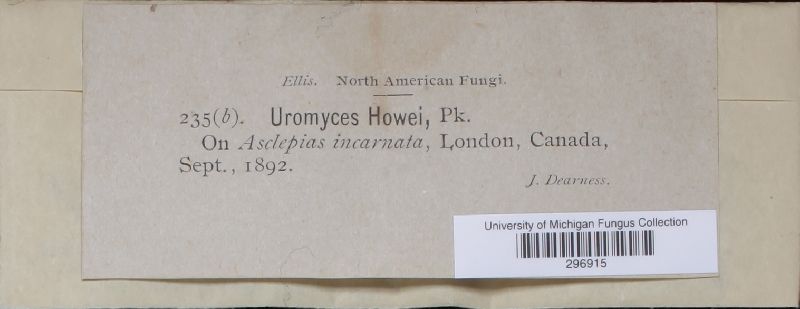 Ellis. North American Fungi.
235(b). Uromyces Howei, Pk.
On Asclepias incarnata, London, Canada,
Sept., 1892.
J. Dearness.
University of Michigan Fungus Collection
296915